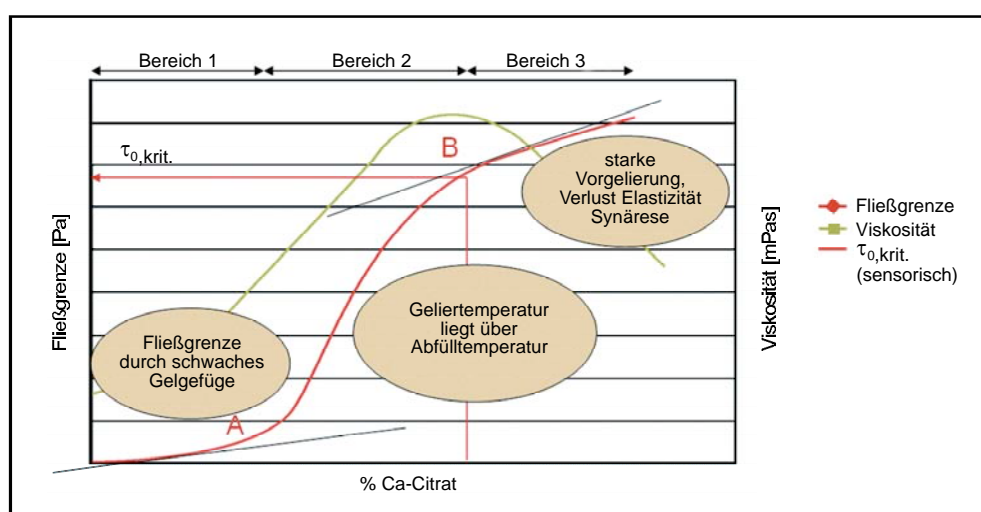 Bereich 1
Bereich 2
Bereich 3
τ0,krit.
B
starke
Vorgelierung,
Verlust Elastizität
Synärese
Fließgrenze
Viskosität
τ0,krit.
(sensorisch)
Fließgrenze [Pa]
Viskosität [mPas]
Geliertemperatur
liegt über
Abfülltemperatur
Fließgrenze
durch schwaches
Gelgefüge
A
% Ca-Citrat